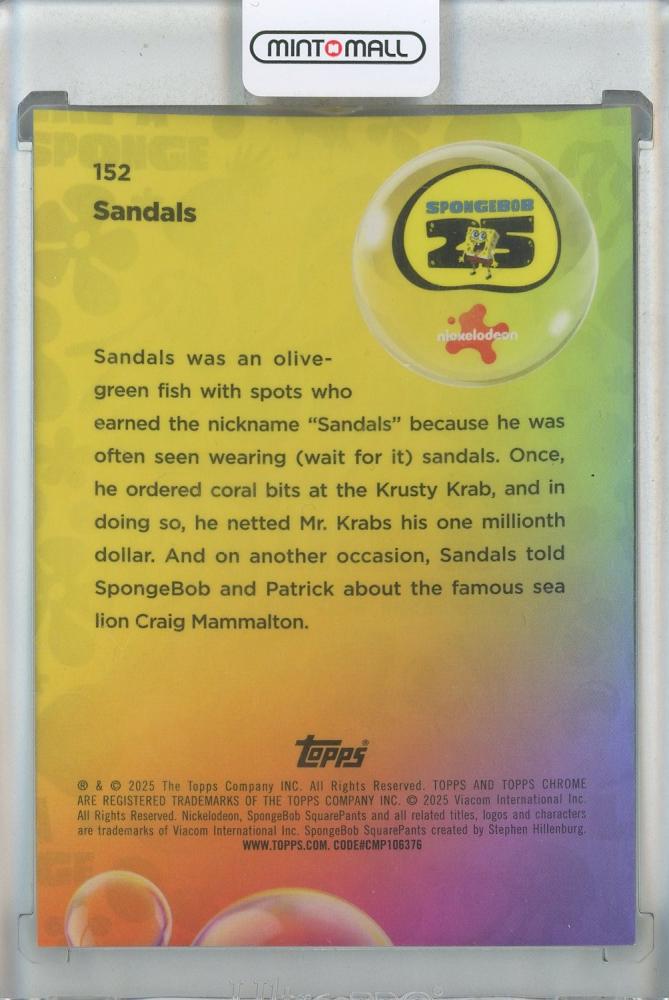 MINTMALL
SPONGE
152
Sandals
SPONGEBOB
25
nickelodeon
Sandals was an olive-
green fish with spots who
earned the nickname “Sandals” because he was
often seen wearing (wait for it) sandals. Once,
he ordered coral bits at the Krusty Krab, and in
doing so, he netted Mr. Krabs his one millionth
dollar. And on another occasion, Sandals told
SpongeBob and Patrick about the famous sea
lion Craig Mammalton.
topps®
® & © 2025 The Topps Company INC. All Rights Reserved. TOPPS AND TOPPS CHROME
ARE REGISTERED TRADEMARKS OF THE TOPPS COMPANY INC. © 2025 Viacom International Inc.
All Rights Reserved. Nickelodeon, SpongeBob SquarePants and all related titles, logos and characters
are trademarks of Viacom International Inc. SpongeBob SquarePants created by Stephen Hillenburg.
WWW.TOPPS.COM. CODE#CMP106376